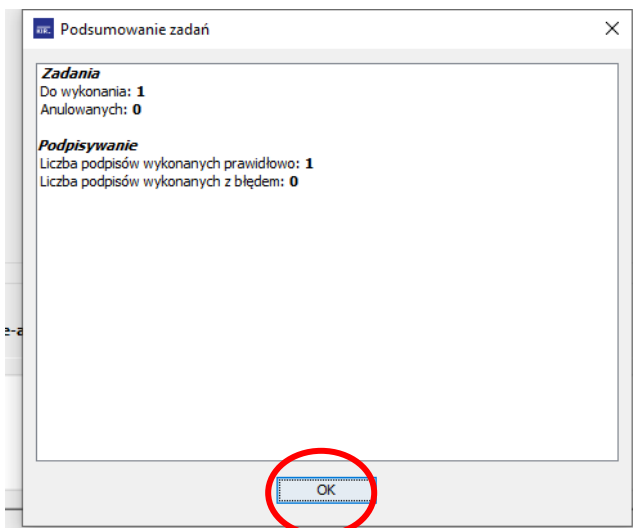 KIR.
Podsumowanie zadań
Zadania
Do wykonania: 1
Anulowanych: 0
Podpisywanie
Liczba podpisów wykonanych prawidłowo: 1
Liczba podpisów wykonanych z błędem: 0
e-a
OK